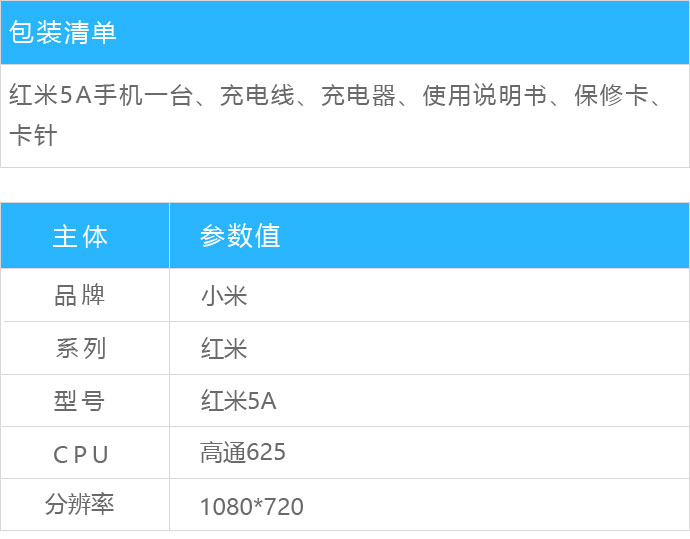 包装清单
红米5A手机一台、充电线、充电器、使用说明书、保修卡、
卡针
主体 参数值
品牌 小米
系列 红米
型号 红米5A
CPU 高通625
分辨率 1080*720